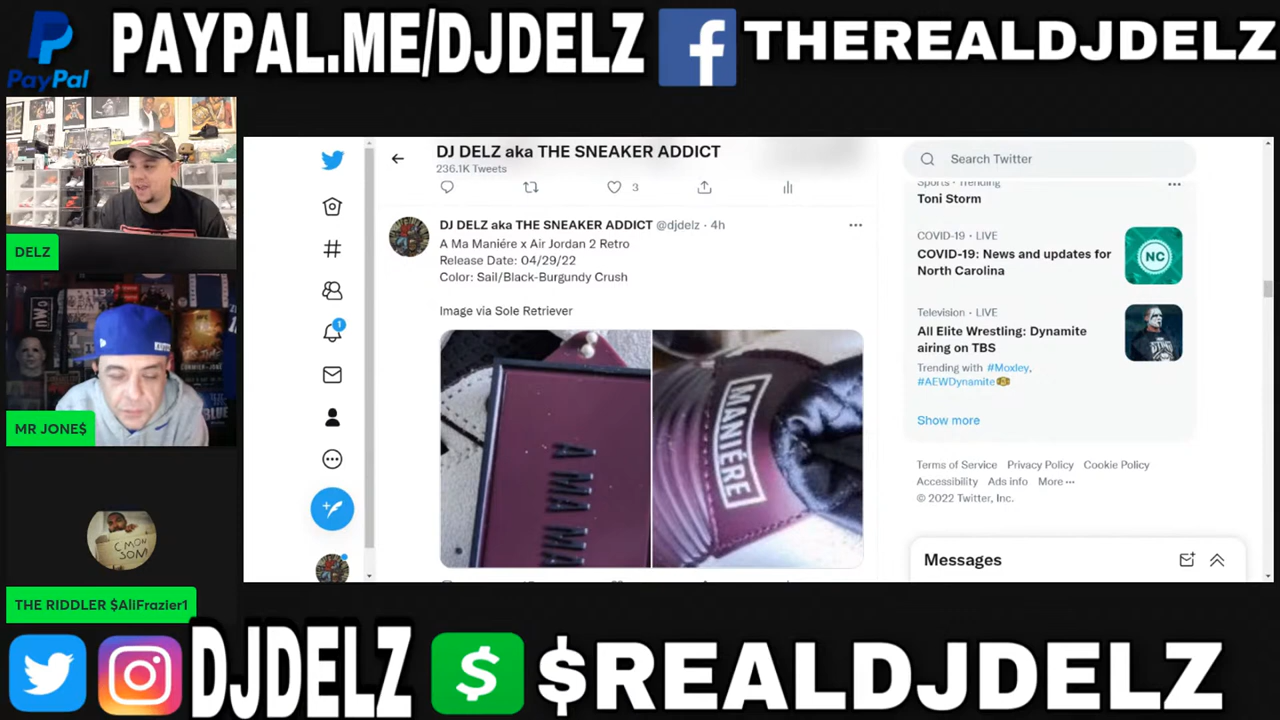 PayPal
PAYPAL.ME/DJDELZ
THEREALDJDELZ
DELZ
MR JONE$
CMON
SON!
THE RIDDLER $AliFrazier1
DJ DELZ aka THE SNEAKER ADDICT
236.1K Tweets
3
DJ DELZ aka THE SNEAKER ADDICT @djdelz · 4h
A Ma Maniére x Air Jordan 2 Retro
Release Date: 04/29/22
Color: Sail/Black-Burgundy Crush
Image via Sole Retriever
A MA MA
MANIÉRE
1
Search Twitter
Sports · Trending
Toni Storm
COVID-19 · LIVE
COVID-19: News and updates for
North Carolina
NC
Television · LIVE
All Elite Wrestling: Dynamite
airing on TBS
Trending with #Moxley,
#AEWDynamite
Show more
Terms of Service Privacy Policy Cookie Policy
Accessibility Ads info More ···
© 2022 Twitter, Inc.
Messages
DJDELZ
$
$REALDJDELZ